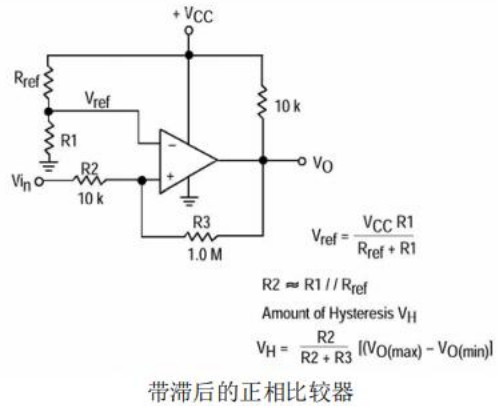 + VCC
Rref
Vref
10 k
R1
−
VO
Vin
R2
+
10 k
R3
1.0 M
Vref = VCC R1 / Rref + R1
R2 ≈ R1 // Rref
Amount of Hysteresis VH
VH = R2 / R2 + R3 [(VO(max) − VO(min)]
带滞后的正相比较器